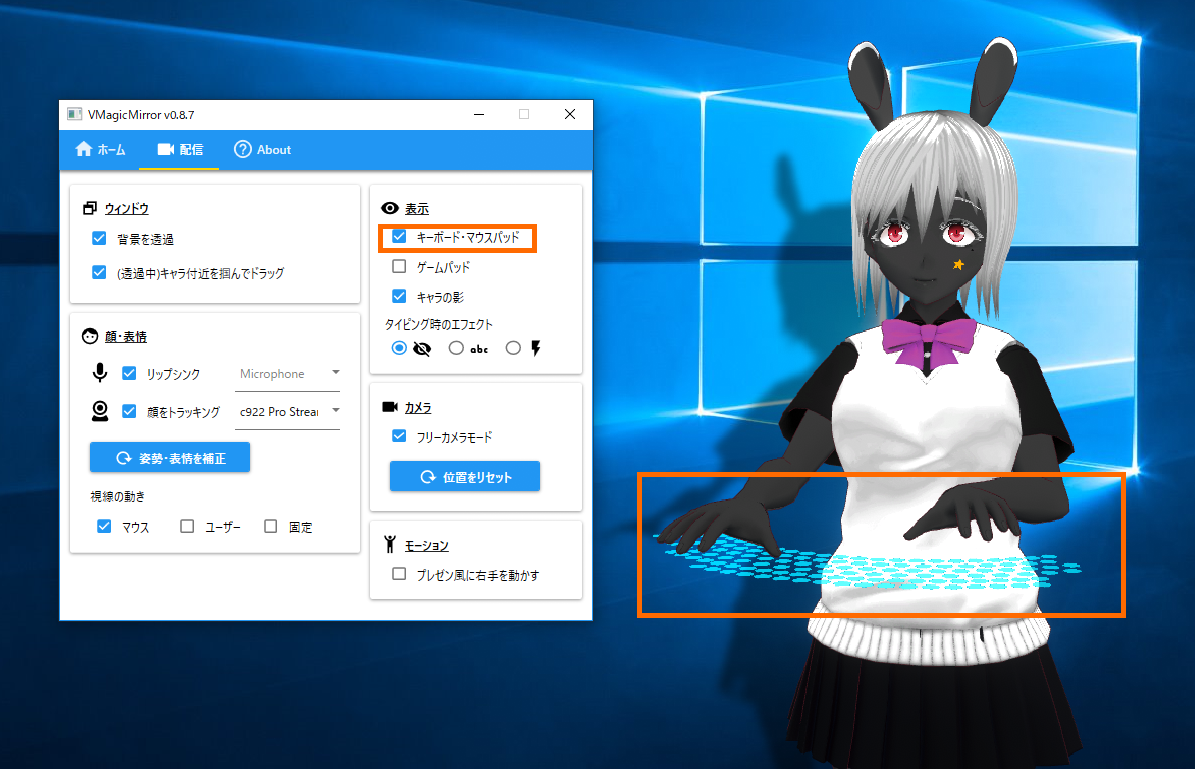 VMagicMirror v0.8.7
ホーム
配信
About
ウィンドウ
背景を透過
(透過中)キャラ付近を掴んでドラッグ
顔・表情
リップシンク
Microphone
顔をトラッキング
c922 Pro Strear
姿勢・表情を補正
視線の動き
マウス
ユーザー
固定
表示
キーボード・マウスパッド
ゲームパッド
キャラの影
タイピング時のエフェクト
abc
カメラ
フリーカメラモード
位置をリセット
モーション
プレゼン風に右手を動かす